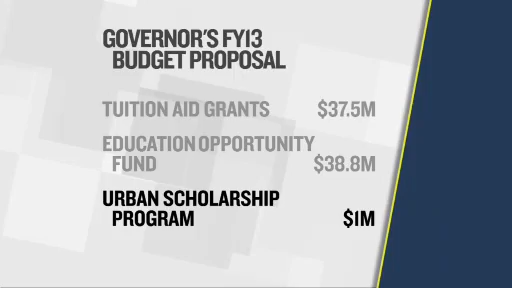 GOVERNOR'S FY13
BUDGET PROPOSAL
TUITION AID GRANTS $37.5M
EDUCATION OPPORTUNITY
FUND $38.8M
URBAN SCHOLARSHIP
PROGRAM $1M